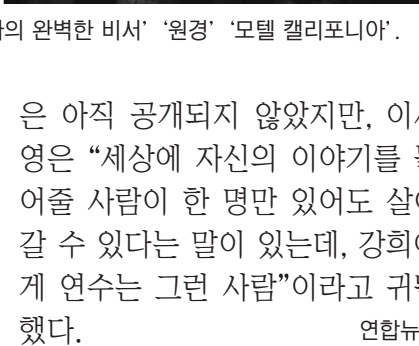 의 완벽한 비서’ ‘원경’ ‘모텔 캘리포니아’.
은 아직 공개되지 않았지만, 이
영은 “세상에 자신의 이야기를
어줄 사람이 한 명만 있어도
갈 수 있다는 말이 있는데,
게 연수는 그런 사람”이라고
했다.
연합뉴